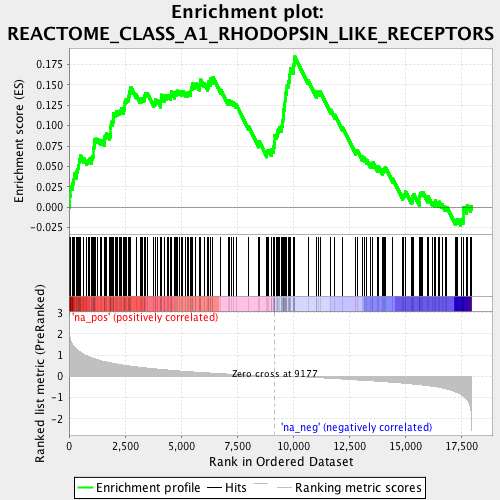 Enrichment plot:
REACTOME_CLASS_A1_RHODOPSIN_LIKE_RECEPTORS
Enrichment score (ES)
0.175
0.150
0.125
0.100
0.075
0.050
0.025
0.000
-0.025
Ranked list metric (PreRanked)
3
2
1
0
-1
-2
'na_pos' (positively correlated)
Zero cross at 9177
'na_neg' (negatively correlated)
0
2,500
5,000
7,500
10,000
12,500
15,000
17,500
Rank in Ordered Dataset
Enrichment profile
Hits
Ranking metric scores